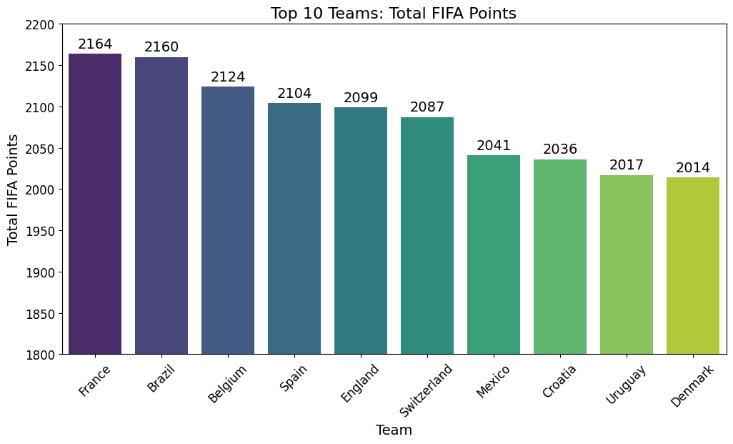 Top 10 Teams: Total FIFA Points
Total FIFA Points
2200
2150
2100
2050
2000
1950
1900
1850
1800
2164
2160
2124
2104
2099
2087
2041
2036
2017
2014
France
Brazil
Belgium
Spain
England
Switzerland
Mexico
Croatia
Uruguay
Denmark
Team